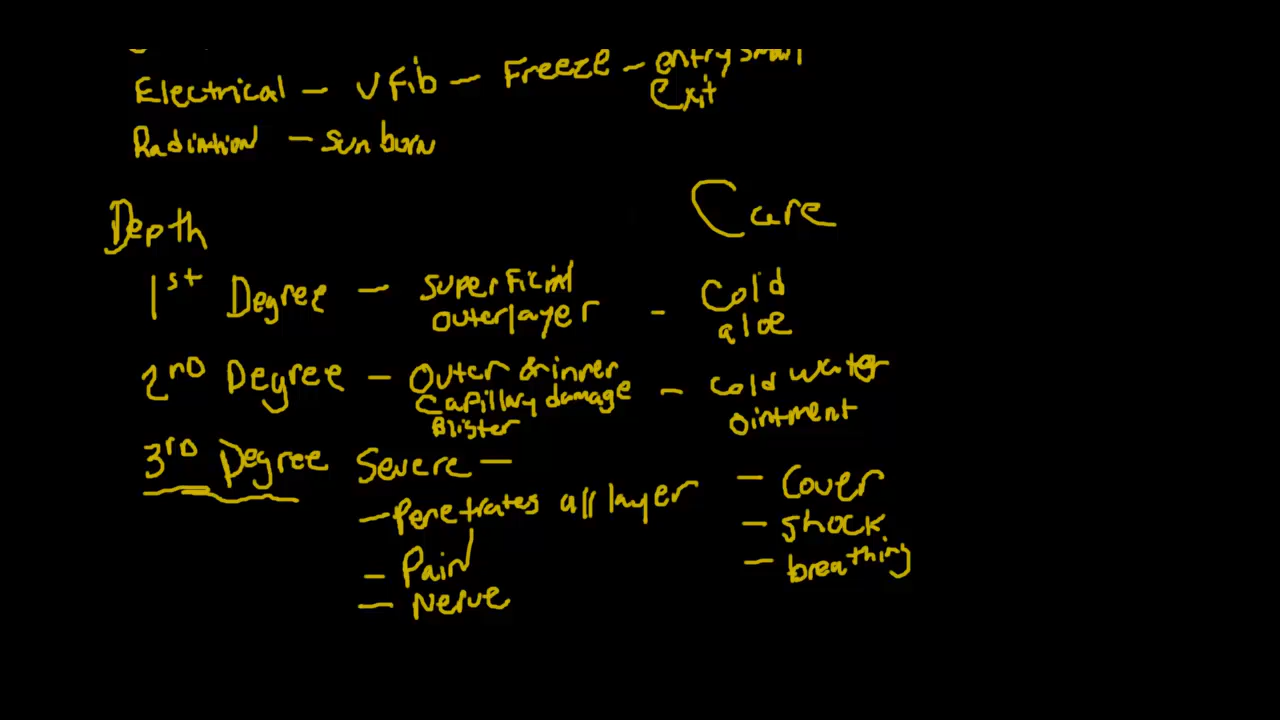 Electrical — V Fib — Freeze — entry small
Exit
Radiation — Sun burn
Depth
Care
1st Degree — Superficial
Outerlayer - Cold
aloe
2nD Degree — Outer & inner
Capillary damage - Cold water
Blister
ointment
3rD Degree Severe —
- Penetrates all layer
- Pain
- Nerve
- Cover
- Shock
- breathing